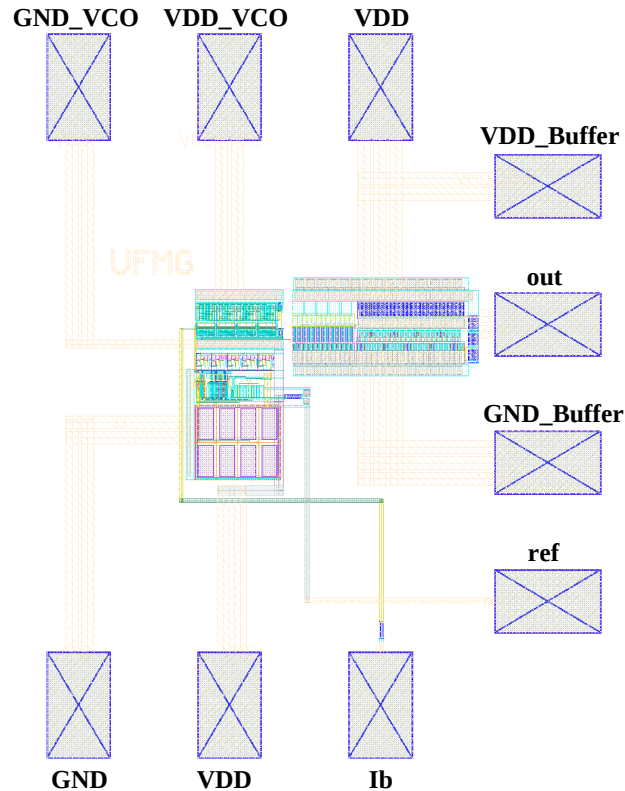 GND_VCO VDD_VCO VDD
VDD_Buffer
UFMG
out
GND_Buffer
ref
GND VDD Ib